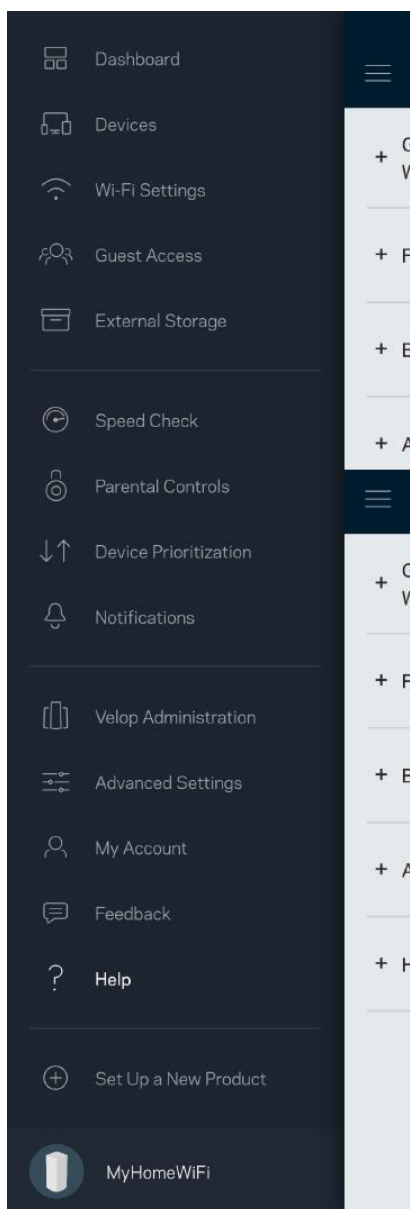 Dashboard
Devices
Wi-Fi Settings
Guest Access
External Storage
Speed Check
Parental Controls
Device Prioritization
Notifications
Velop Administration
Advanced Settings
My Account
Feedback
Help
Set Up a New Product
MyHomeWiFi